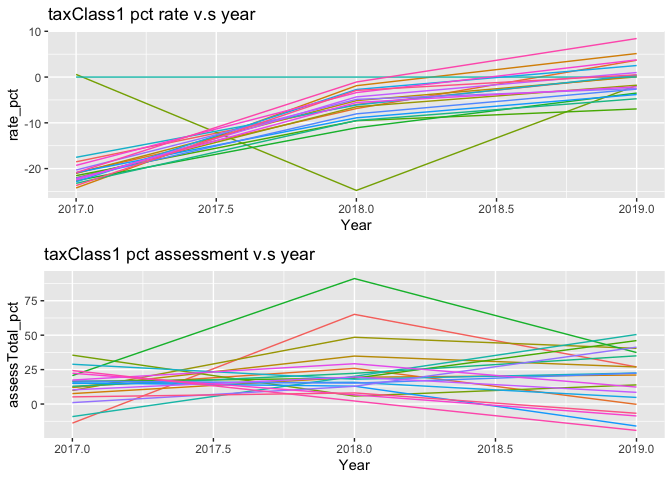 taxClass1 pct rate v.s year
10
0
-10
-20
rate_pct
2017.0 2017.5 2018.0 2018.5 2019.0
Year
taxClass1 pct assessment v.s year
75
50
25
0
assessTotal_pct
2017.0 2017.5 2018.0 2018.5 2019.0
Year